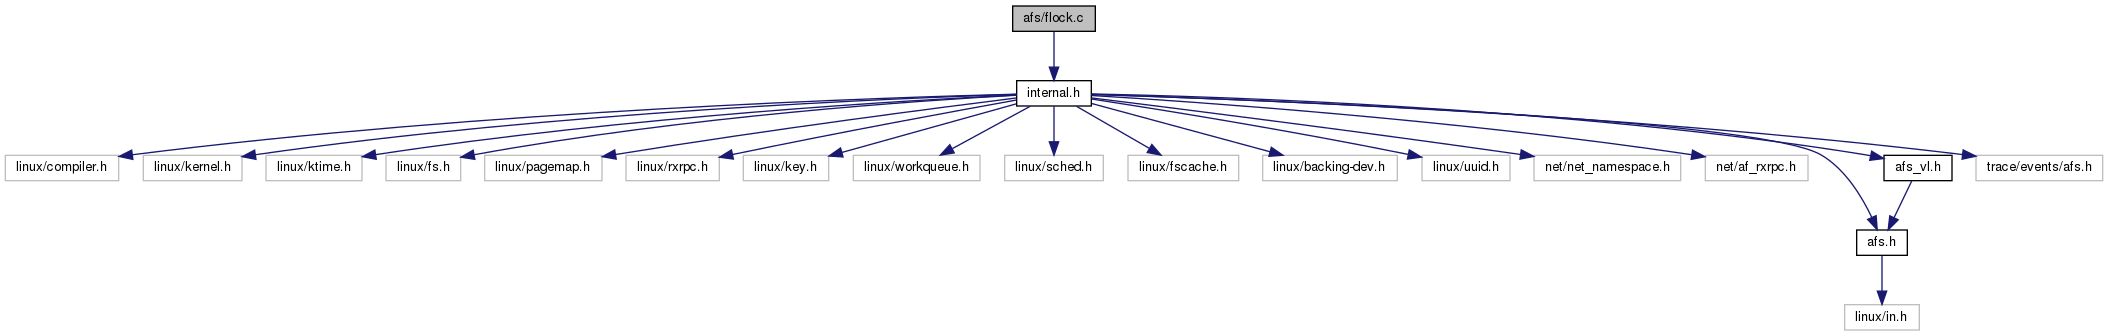 afs/flock.c
internal.h
linux/compiler.h
linux/kernel.h
linux/ktime.h
linux/fs.h
linux/pagemap.h
linux/rxrpc.h
linux/key.h
linux/workqueue.h
linux/sched.h
linux/fscache.h
linux/backing-dev.h
linux/uuid.h
net/net_namespace.h
net/af_rxrpc.h
afs_vl.h
trace/events/afs.h
afs.h
linux/in.h